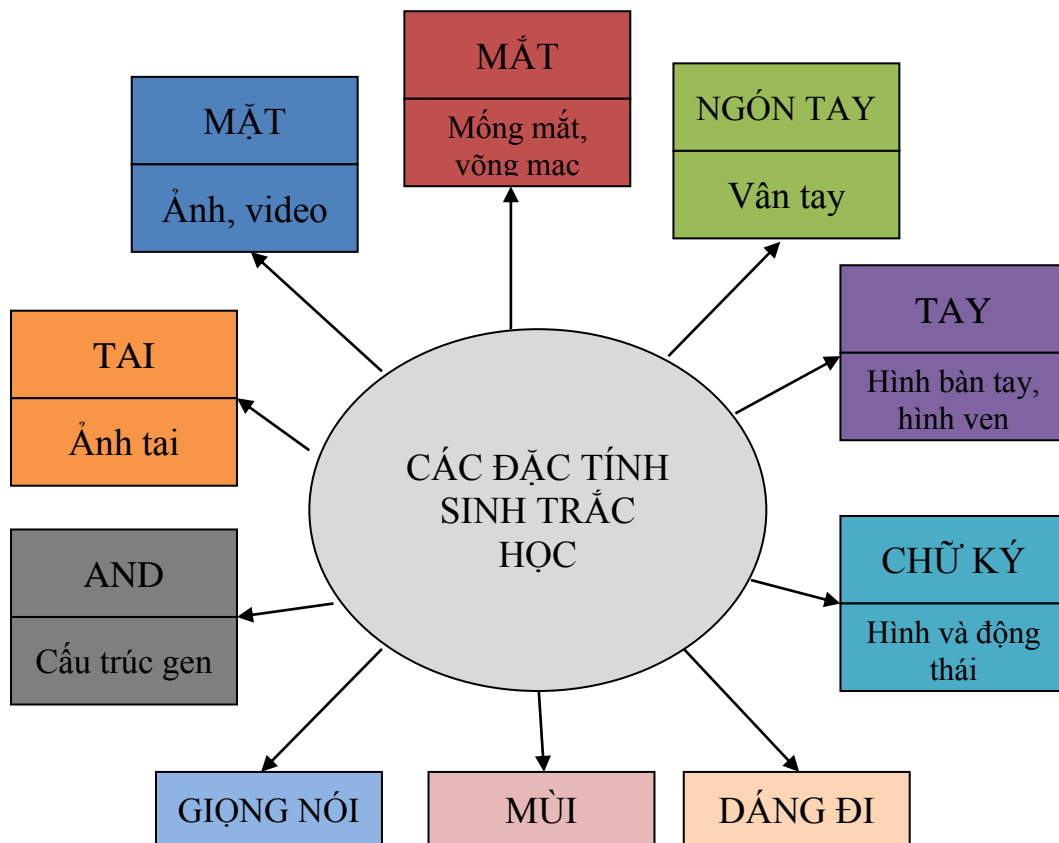 MẮT
Mống mắt,
võng mạc
MẶT
Ảnh, video
NGÓN TAY
Vân tay
TAY
Hình bàn tay,
hình ven
TAI
Ảnh tai
CÁC ĐẶC TÍNH
SINH TRẮC
HỌC
AND
Cấu trúc gen
CHỮ KÝ
Hình và động
thái
GIỌNG NÓI
MÙI
DÁNG ĐI